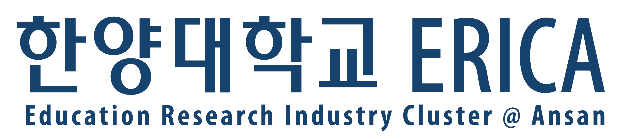 한양대학교 ERICA
Education Research Industry Cluster @ Ansan